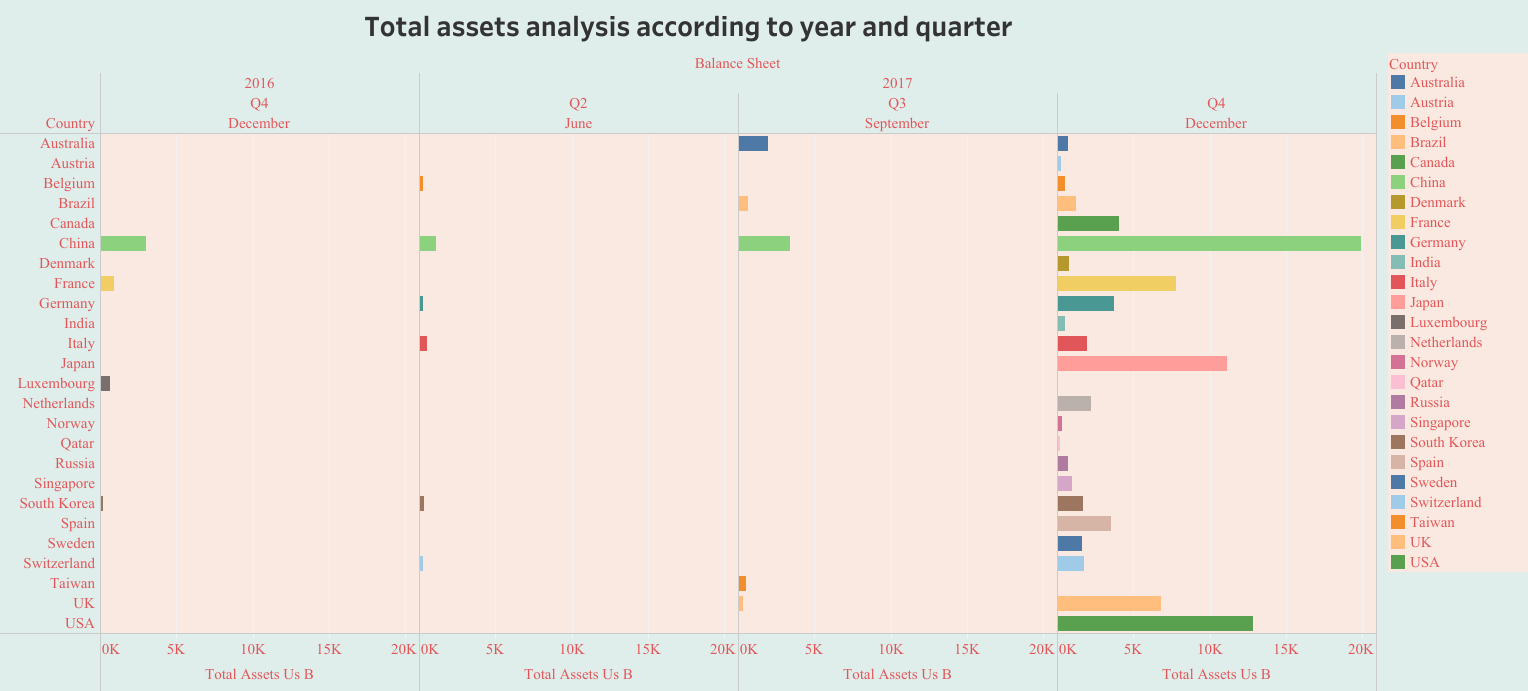 Total assets analysis according to year and quarter
Balance Sheet
2016 2017
Q4 Q2 Q3 Q4
Country December June September December
Australia
Austria
Belgium
Brazil
Canada
China
Denmark
France
Germany
India
Italy
Japan
Luxembourg
Netherlands
Norway
Qatar
Russia
Singapore
South Korea
Spain
Sweden
Switzerland
Taiwan
UK
USA
0K 5K 10K 15K 20K 0K 5K 10K 15K 20K 0K 5K 10K 15K 20K 0K 5K 10K 15K 20K
Total Assets Us B Total Assets Us B Total Assets Us B Total Assets Us B
Country
Australia
Austria
Belgium
Brazil
Canada
China
Denmark
France
Germany
India
Italy
Japan
Luxembourg
Netherlands
Norway
Qatar
Russia
Singapore
South Korea
Spain
Sweden
Switzerland
Taiwan
UK
USA